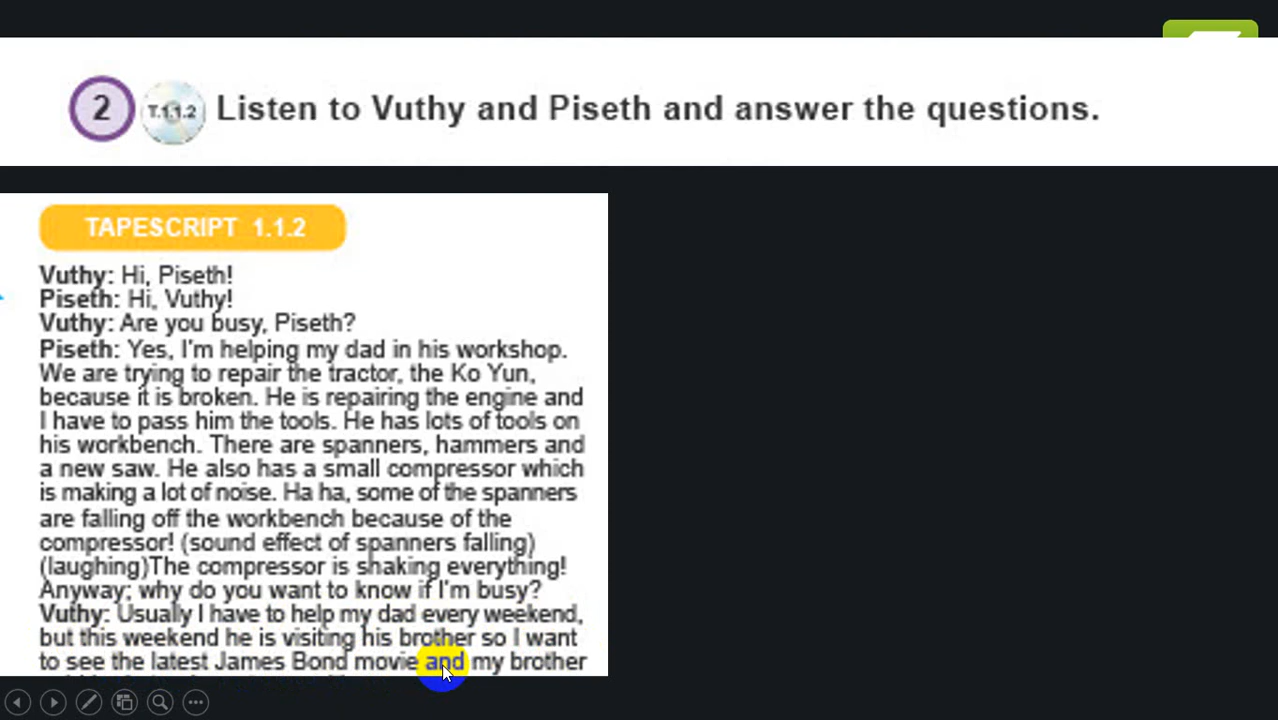 2 T.1.1.2 Listen to Vuthy and Piseth and answer the questions.
TAPESCRIPT 1.1.2
Vuthy: Hi, Piseth!
Piseth: Hi, Vuthy!
Vuthy: Are you busy, Piseth?
Piseth: Yes, I'm helping my dad in his workshop.
We are trying to repair the tractor, the Ko Yun,
because it is broken. He is repairing the engine and
I have to pass him the tools. He has lots of tools on
his workbench. There are spanners, hammers and
a new saw. He also has a small compressor which
is making a lot of noise. Ha ha, some of the spanners
are falling off the workbench because of the
compressor! (sound effect of spanners falling)
(laughing)The compressor is shaking everything!
Anyway; why do you want to know if I'm busy?
Vuthy: Usually I have to help my dad every weekend,
but this weekend he is visiting his brother so I want
to see the latest James Bond movie and my brother